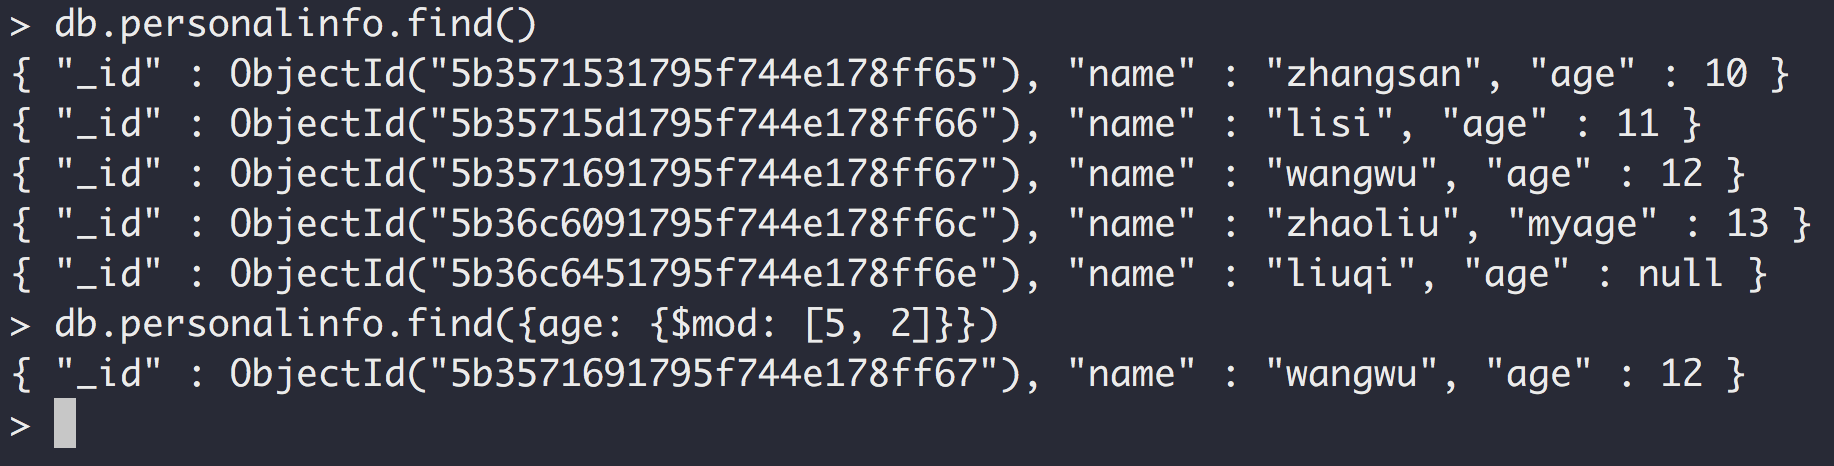 > db.personalinfo.find()
{ "_id" : ObjectId("5b3571531795f744e178ff65"), "name" : "zhangsan", "age" : 10 }
{ "_id" : ObjectId("5b35715d1795f744e178ff66"), "name" : "lisi", "age" : 11 }
{ "_id" : ObjectId("5b3571691795f744e178ff67"), "name" : "wangwu", "age" : 12 }
{ "_id" : ObjectId("5b36c6091795f744e178ff6c"), "name" : "zhaoliu", "myage" : 13 }
{ "_id" : ObjectId("5b36c6451795f744e178ff6e"), "name" : "liuqi", "age" : null }
> db.personalinfo.find({age: {$mod: [5, 2]}})
{ "_id" : ObjectId("5b3571691795f744e178ff67"), "name" : "wangwu", "age" : 12 }
>